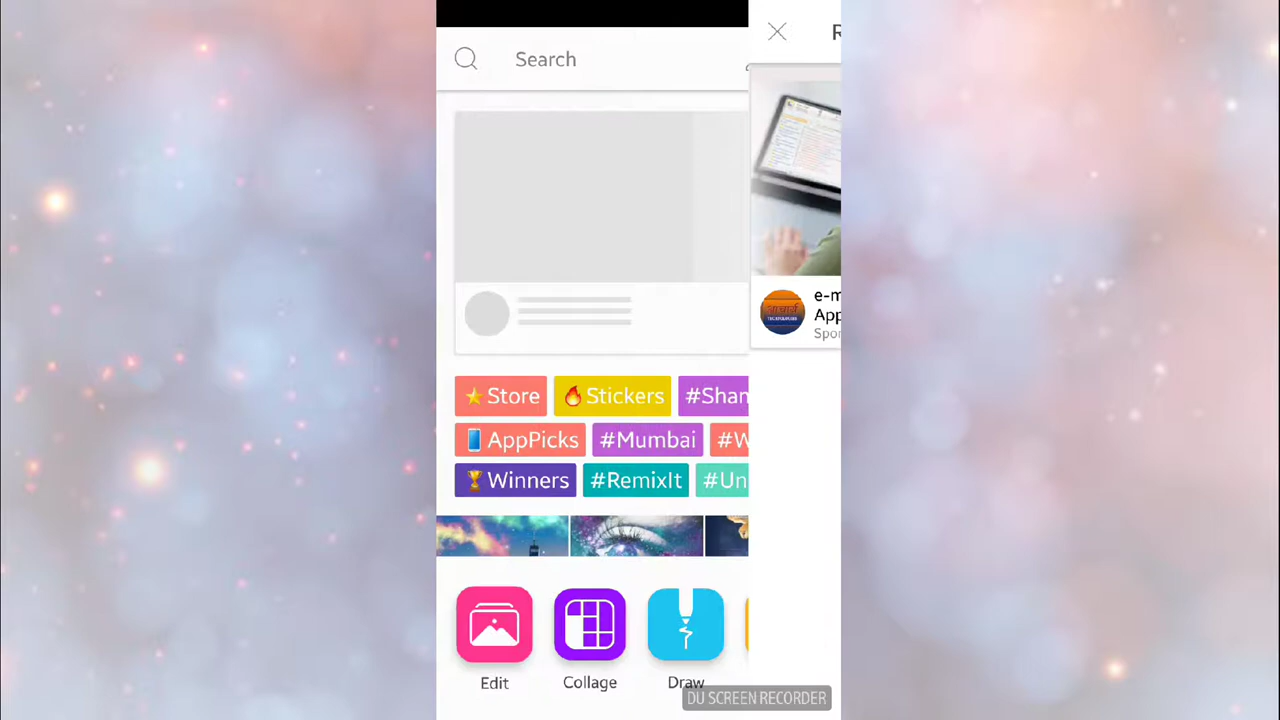 Search
R
e-m
App
Spon
Store
Stickers
#Shan
AppPicks
#Mumbai
#W
Winners
#RemixIt
#Un
Edit
Collage
Draw
DU SCREEN RECORDER